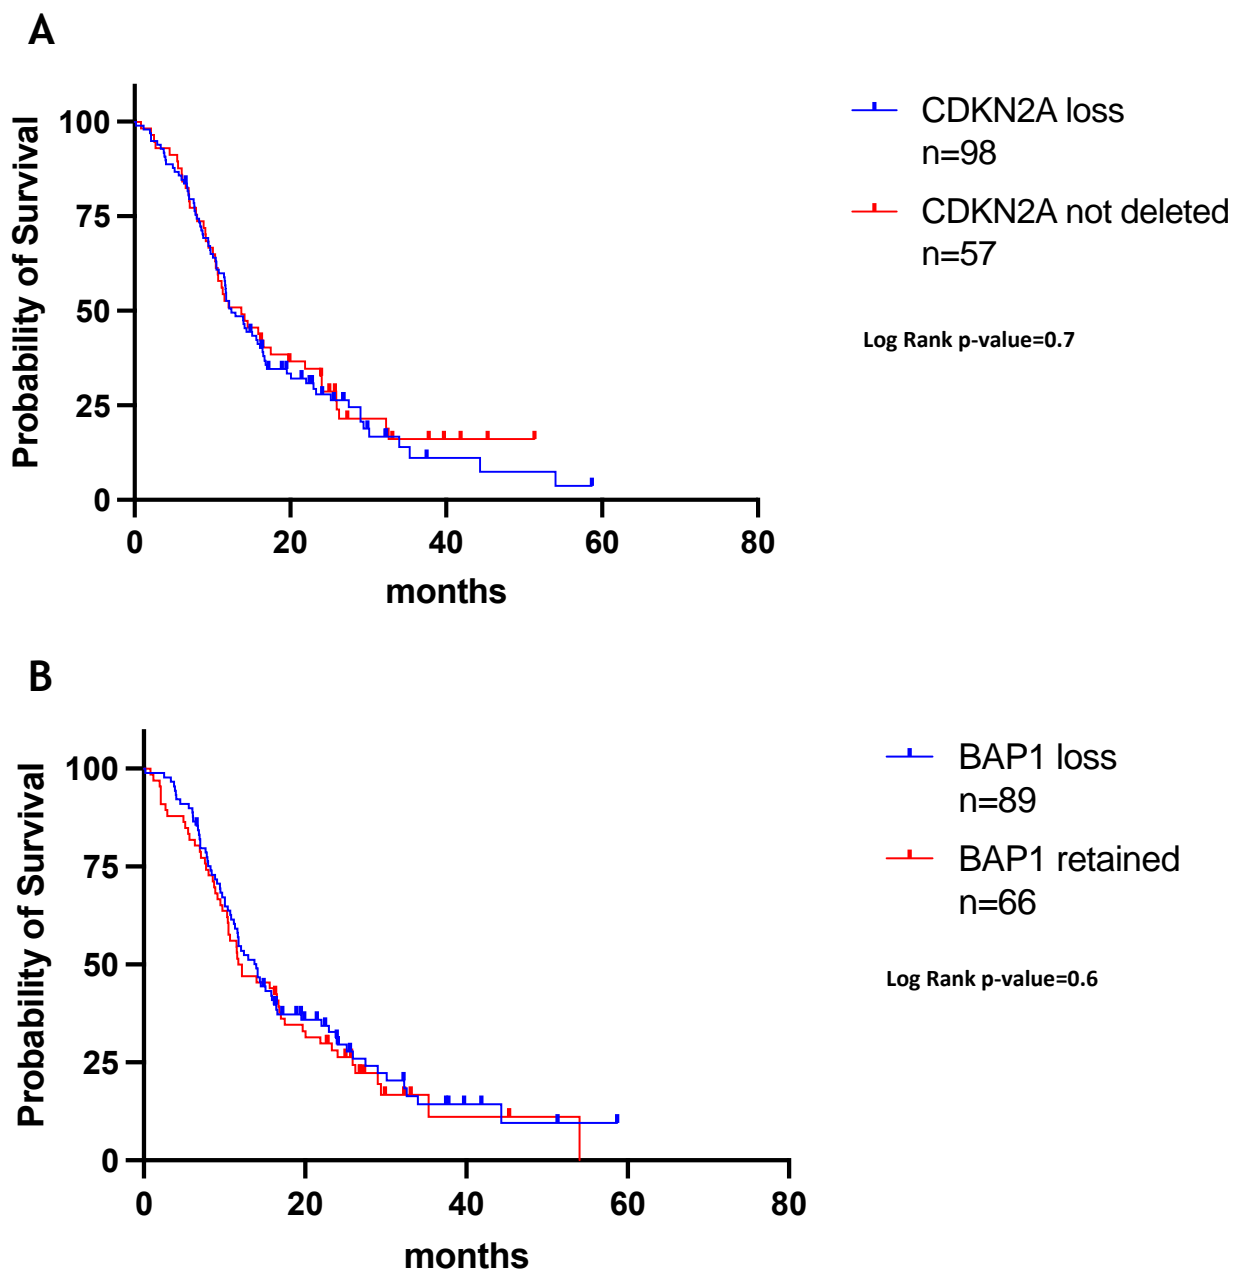 A
Probability of Survival
100
75
50
25
0
0 20 40 60 80
months
CDKN2A loss
n=98
CDKN2A not deleted
n=57
Log Rank p-value=0.7
B
Probability of Survival
100
75
50
25
0
0 20 40 60 80
months
BAP1 loss
n=89
BAP1 retained
n=66
Log Rank p-value=0.6